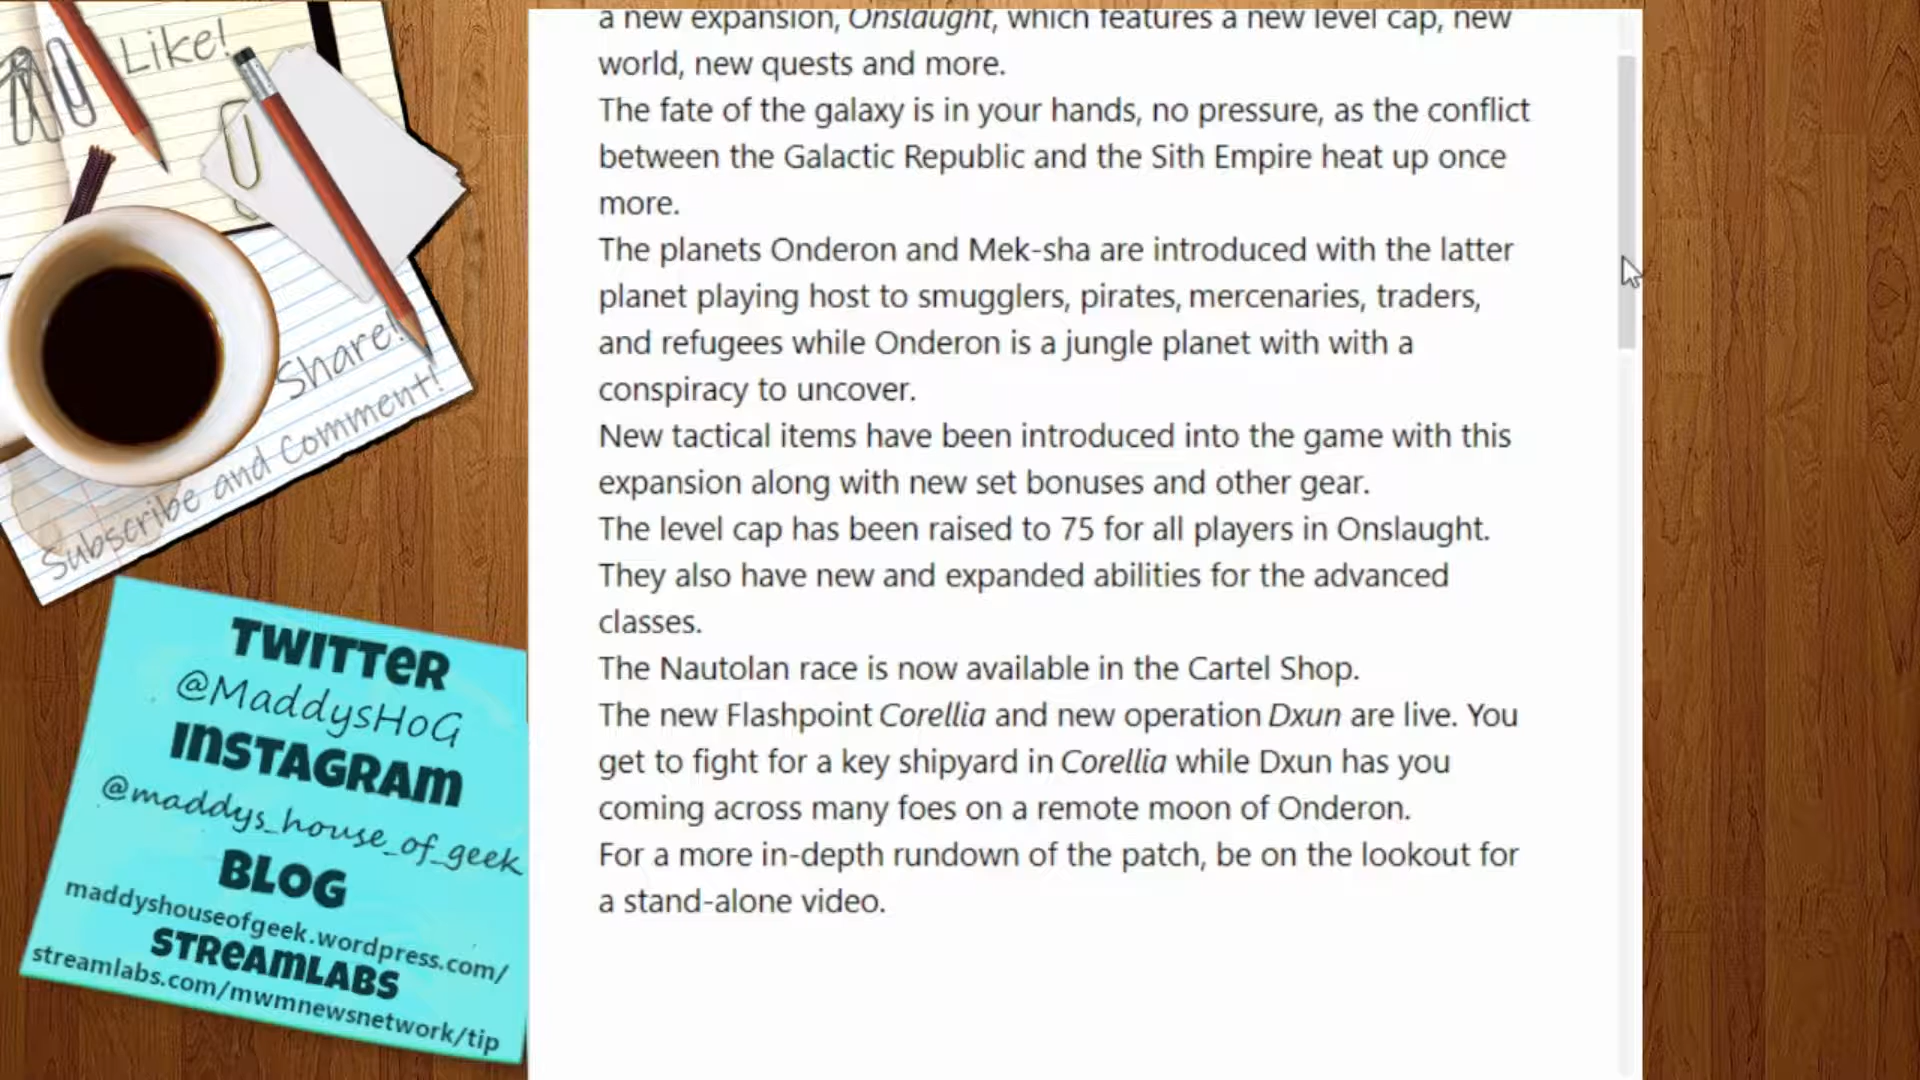 Like!
Share!
Subscribe and Comment!
TWITTER
@MaddysHoG
INSTAGRAM
@maddys_house_of_geek
BLOG
maddyshouseofgeek.wordpress.com/
STREAMLABS
streamlabs.com/mwmnewsnetwork/tip
a new expansion, Onslaught, which features a new level cap, new
world, new quests and more.
The fate of the galaxy is in your hands, no pressure, as the conflict
between the Galactic Republic and the Sith Empire heat up once
more.
The planets Onderon and Mek-sha are introduced with the latter
planet playing host to smugglers, pirates, mercenaries, traders,
and refugees while Onderon is a jungle planet with with a
conspiracy to uncover.
New tactical items have been introduced into the game with this
expansion along with new set bonuses and other gear.
The level cap has been raised to 75 for all players in Onslaught.
They also have new and expanded abilities for the advanced
classes.
The Nautolan race is now available in the Cartel Shop.
The new Flashpoint Corellia and new operation Dxun are live. You
get to fight for a key shipyard in Corellia while Dxun has you
coming across many foes on a remote moon of Onderon.
For a more in-depth rundown of the patch, be on the lookout for
a stand-alone video.